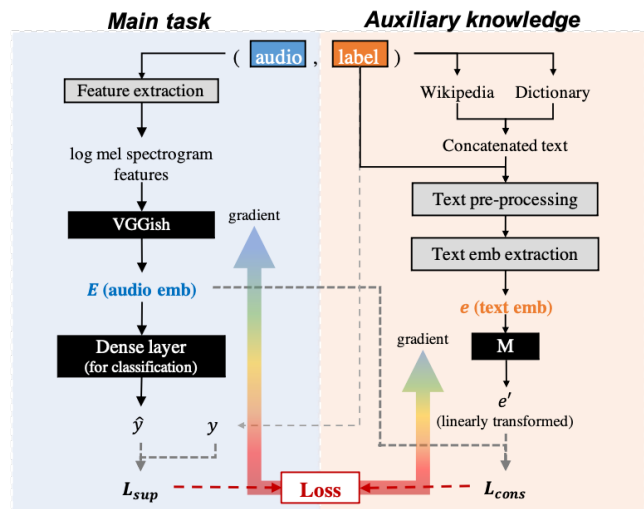 Main task
Auxiliary knowledge
( audio , label )
Feature extraction
Wikipedia
Dictionary
log mel spectrogram
features
Concatenated text
VGGish
gradient
Text pre-processing
Text emb extraction
E (audio emb)
e (text emb)
Dense layer
(for classification)
gradient
M
e'
(linearly transformed)
ŷ
y
L_sup
Loss
L_cons